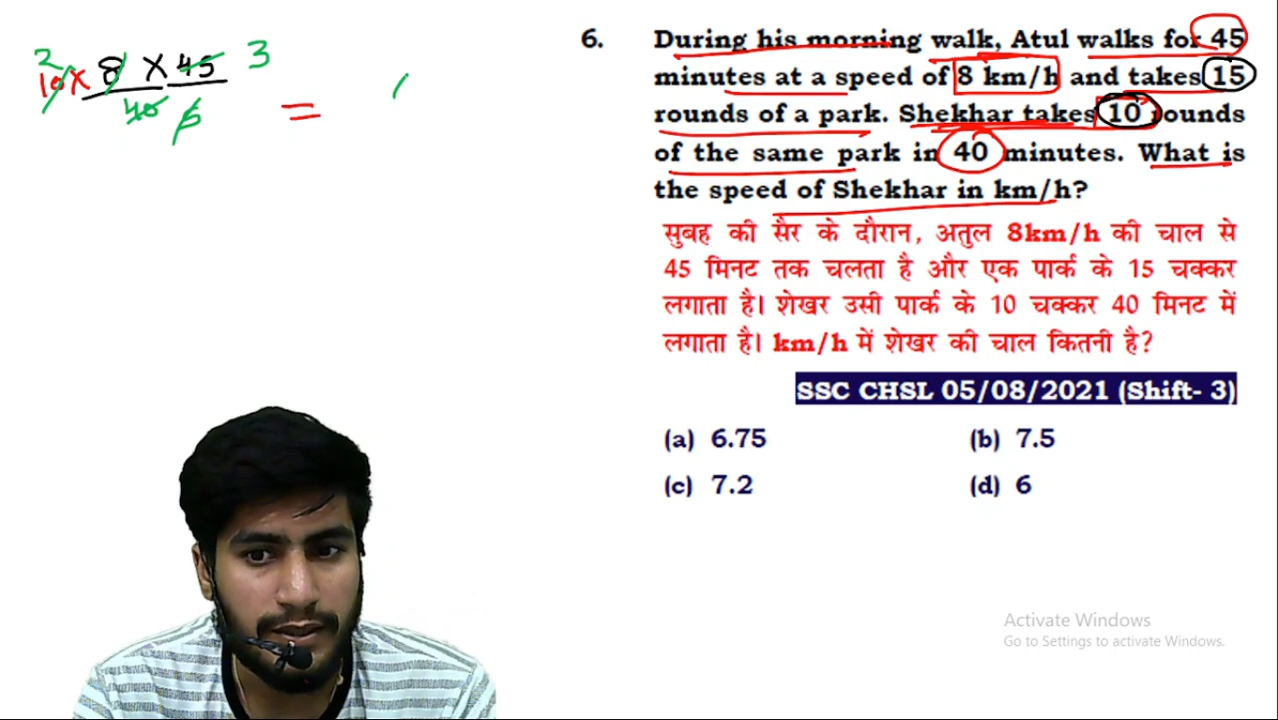 2
10 × 8 × 45 3
40 5
=
6. During his morning walk, Atul walks for 45
minutes at a speed of 8 km/h and takes 15
rounds of a park. Shekhar takes 10 rounds
of the same park in 40 minutes. What is
the speed of Shekhar in km/h?
सुबह की सैर के दौरान, अतुल 8km/h की चाल से
45 मिनट तक चलता है और एक पार्क के 15 चक्कर
लगाता है। शेखर उसी पार्क के 10 चक्कर 40 मिनट में
लगाता है। km/h में शेखर की चाल कितनी है?
SSC CHSL 05/08/2021 (Shift- 3)
(a) 6.75 (b) 7.5
(c) 7.2 (d) 6
Activate Windows
Go to Settings to activate Windows.